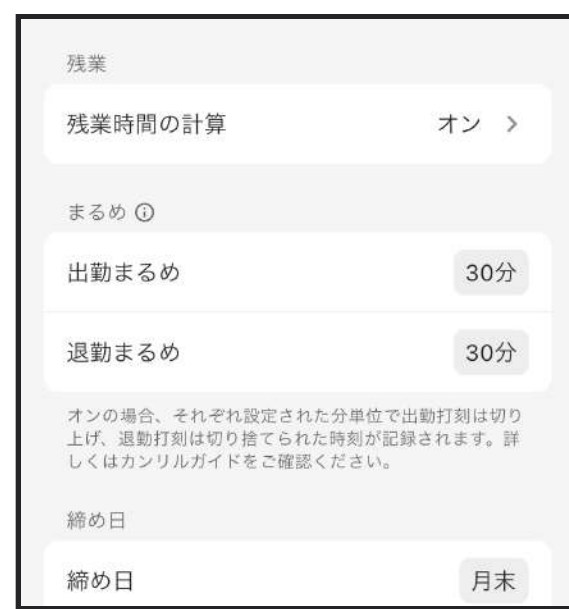 残業
残業時間の計算 オン >
まるめ ⓘ
出勤まるめ 30分
退勤まるめ 30分
オンの場合、それぞれ設定された分単位で出勤打刻は切り
上げ、退勤打刻は切り捨てられた時刻が記録されます。詳
しくはカンリルガイドをご確認ください。
締め日
締め日 月末